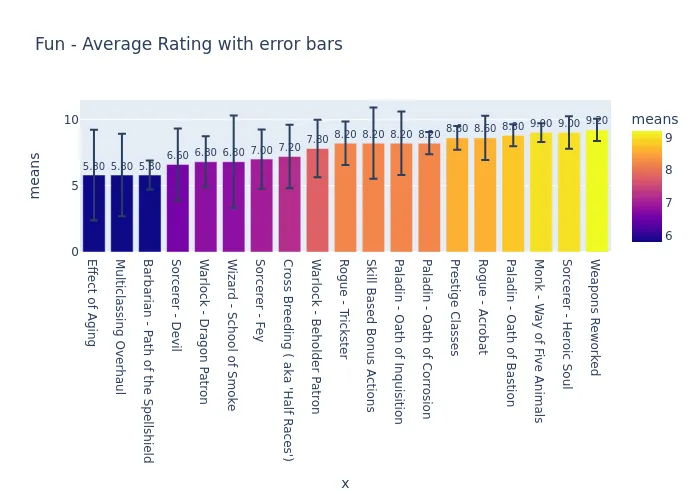 Fun - Average Rating with error bars
means
10
5
0
5.80
5.80
5.80
6.60
6.80
6.80
7.00
7.20
7.80
8.20
8.20
8.20
8.20
8.60
8.60
8.80
9.00
9.00
9.20
Effect of Aging
Multiclassing Overhaul
Barbarian - Path of the Spellshield
Sorcerer - Devil
Warlock - Dragon Patron
Wizard - School of Smoke
Sorcerer - Fey
Cross Breeding ( aka 'Half Races')
Warlock - Beholder Patron
Rogue - Trickster
Skill Based Bonus Actions
Paladin - Oath of Inquisition
Paladin - Oath of Corrosion
Prestige Classes
Rogue - Acrobat
Paladin - Oath of Bastion
Monk - Way of Five Animals
Sorcerer - Heroic Soul
Weapons Reworked
x
means
9
8
7
6